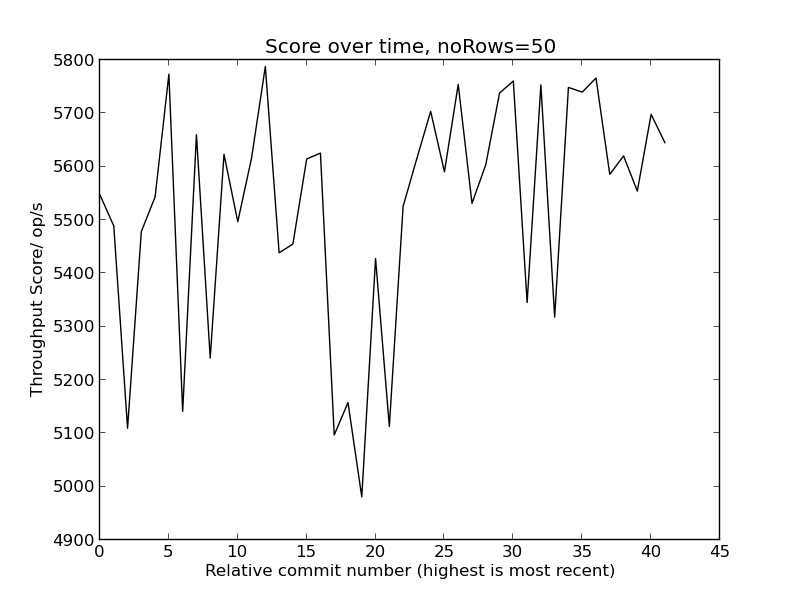 Score over time, noRows=50
5800
5700
5600
5500
5400
5300
5200
5100
5000
4900
Throughput Score/ op/s
0 5 10 15 20 25 30 35 40 45
Relative commit number (highest is most recent)